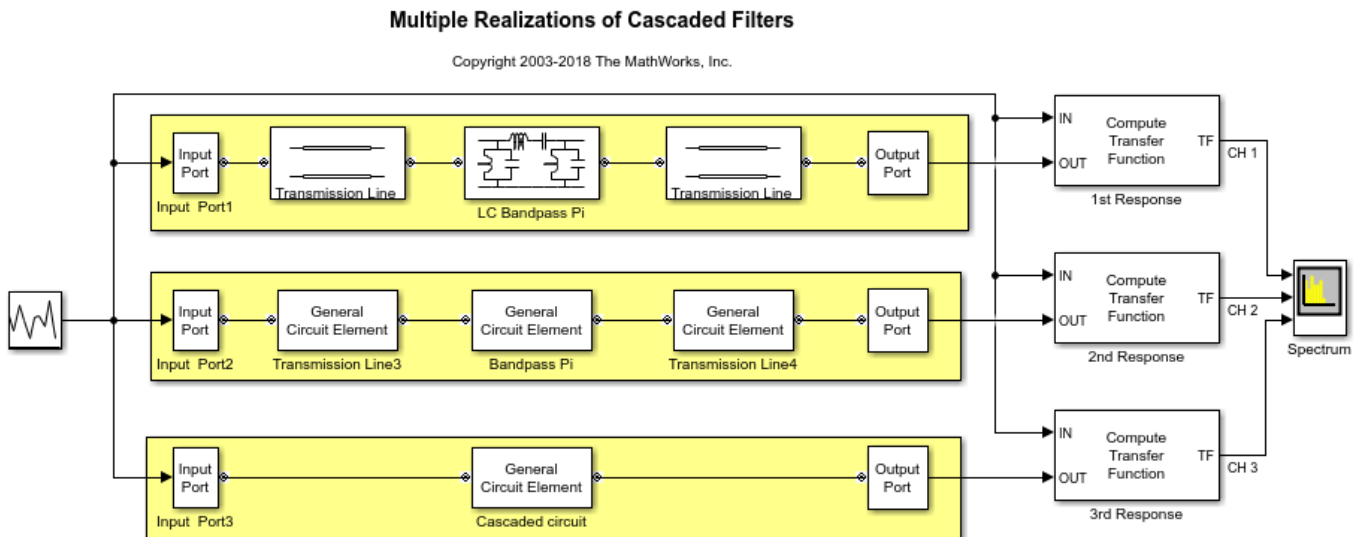 Multiple Realizations of Cascaded Filters
Copyright 2003-2018 The MathWorks, Inc.
Input
Port
Input Port1
Transmission Line
LC Bandpass Pi
Transmission Line
Output
Port
IN
OUT
Compute
Transfer
Function
TF
CH 1
1st Response
Input
Port
Input Port2
General
Circuit Element
Transmission Line3
General
Circuit Element
Bandpass Pi
General
Circuit Element
Transmission Line4
Output
Port
IN
OUT
Compute
Transfer
Function
TF
CH 2
2nd Response
Spectrum
Input
Port
Input Port3
General
Circuit Element
Cascaded circuit
Output
Port
IN
OUT
Compute
Transfer
Function
TF
CH 3
3rd Response